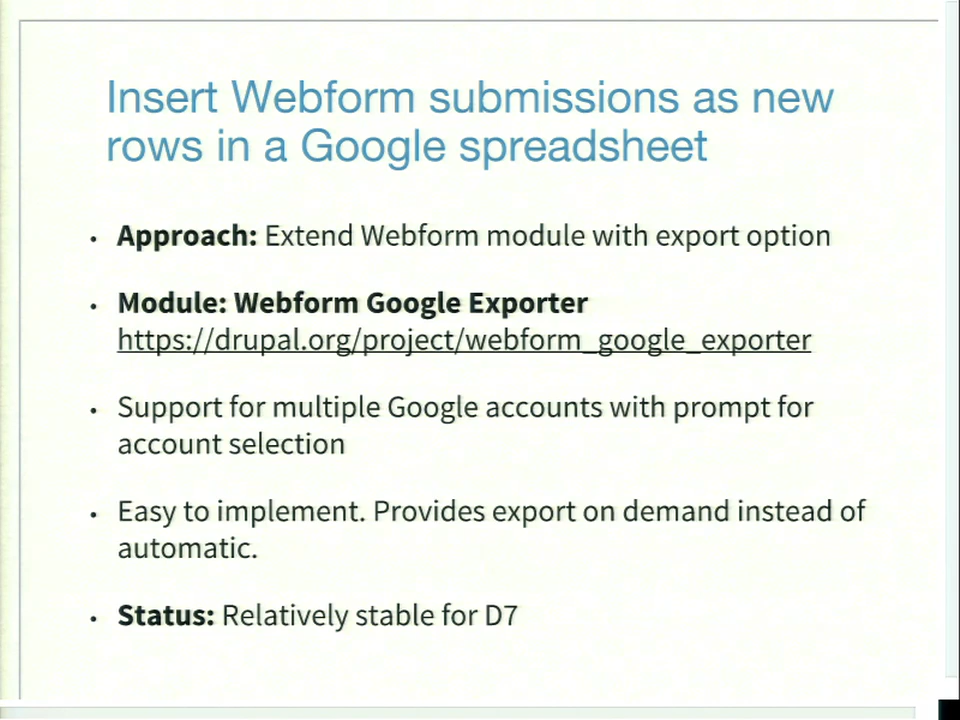 Insert Webform submissions as new
rows in a Google spreadsheet
• Approach: Extend Webform module with export option
• Module: Webform Google Exporter
https://drupal.org/project/webform_google_exporter
• Support for multiple Google accounts with prompt for
account selection
• Easy to implement. Provides export on demand instead of
automatic.
• Status: Relatively stable for D7